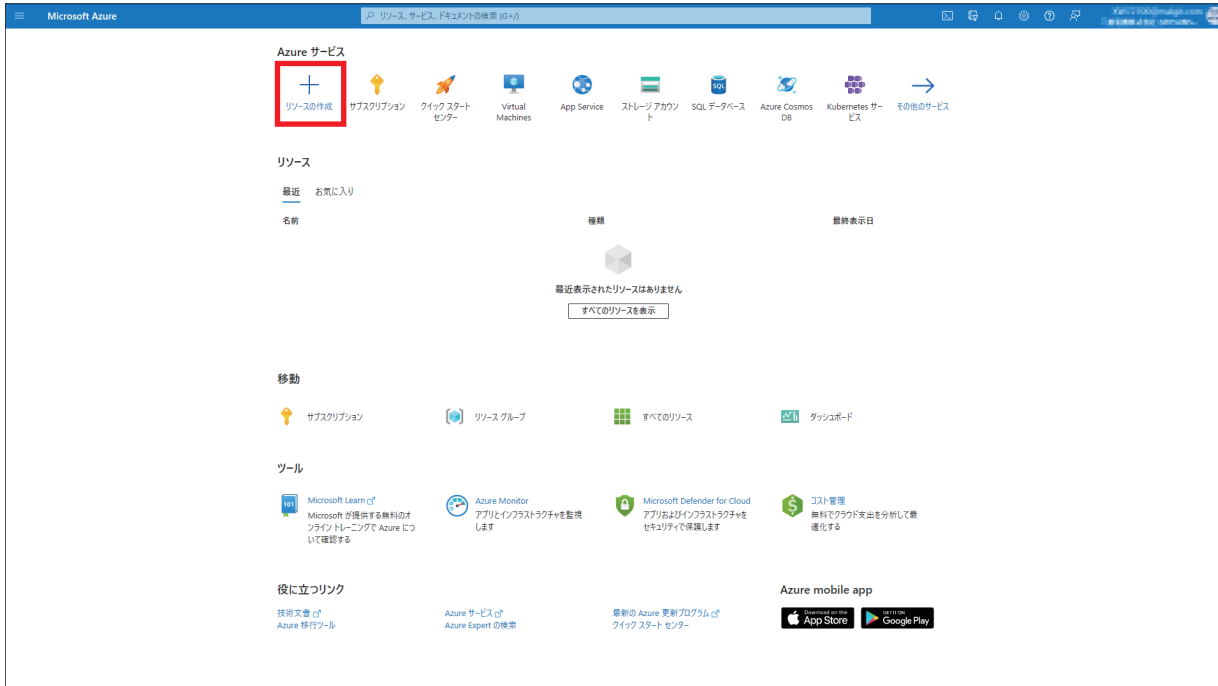 Microsoft Azure
リソース、サービス、ドキュメントの検索 (G+/)
Azure サービス
リソースの作成
サブスクリプション
クイック スタート
センター
Virtual
Machines
App Service
ストレージ アカウン
ト
SQL データベース
Azure Cosmos
DB
Kubernetes サー
ビス
その他のサービス
リソース
最近 お気に入り
名前 種類 最終表示日
最近表示されたリソースはありません
すべてのリソースを表示
移動
サブスクリプション
リソース グループ
すべてのリソース
ダッシュボード
ツール
101
Microsoft Learn
Microsoft が提供する無料のオ
ンライン トレーニングで Azure につ
いて確認する
Azure Monitor
アプリとインフラストラクチャを監視
します
Microsoft Defender for Cloud
アプリおよびインフラストラクチャを
セキュリティで保護します
コスト管理
無料でクラウド支出を分析して最
適化する
役に立つリンク
技術文書
Azure 移行ツール
Azure サービス
Azure Expert の検索
最新の Azure 更新プログラム
クイック スタート センター
Azure mobile app
Download on the
App Store
GET IT ON
Google Play